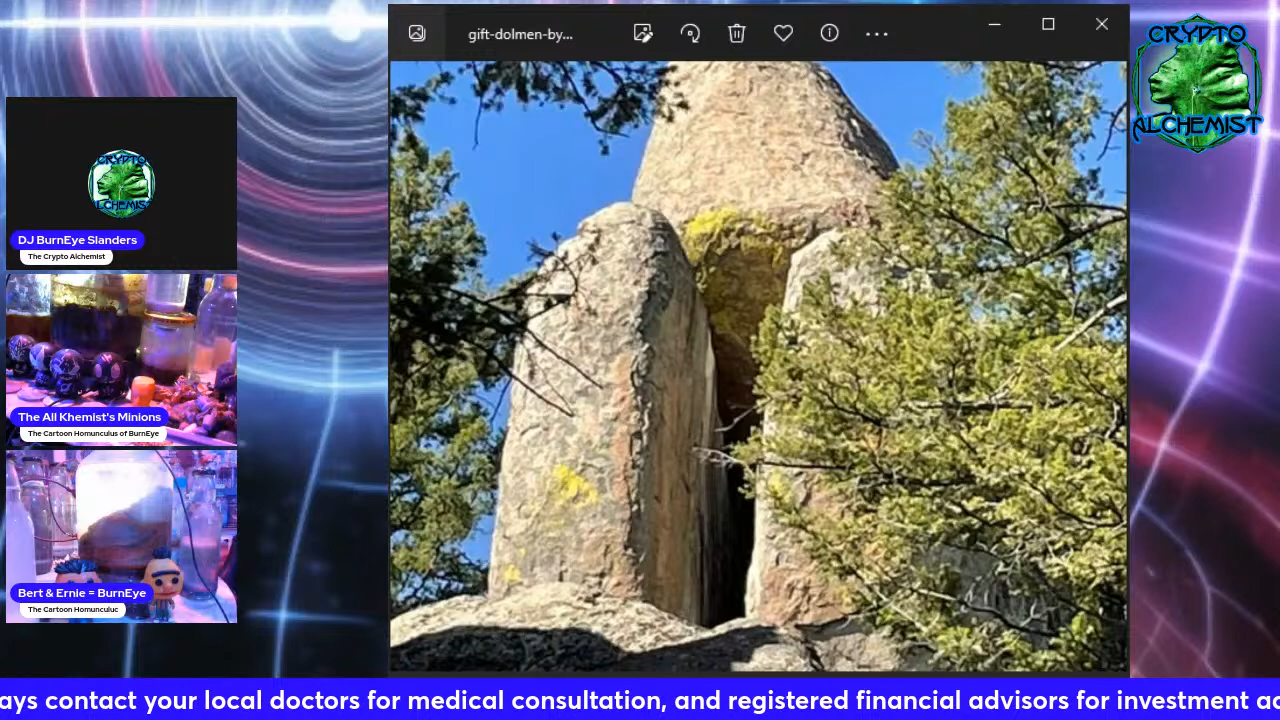 gift-dolmen-by...
CRYPTO
ALCHEMIST
CRYPTO
ALCHEMIST
DJ BurnEye Slanders
The Crypto Alchemist
The All Khemist's Minions
The Cartoon Homunculus of BurnEye
Bert & Ernie = BurnEye
The Cartoon Homunculuc
ays contact your local doctors for medical consultation, and registered financial advisors for investment ad